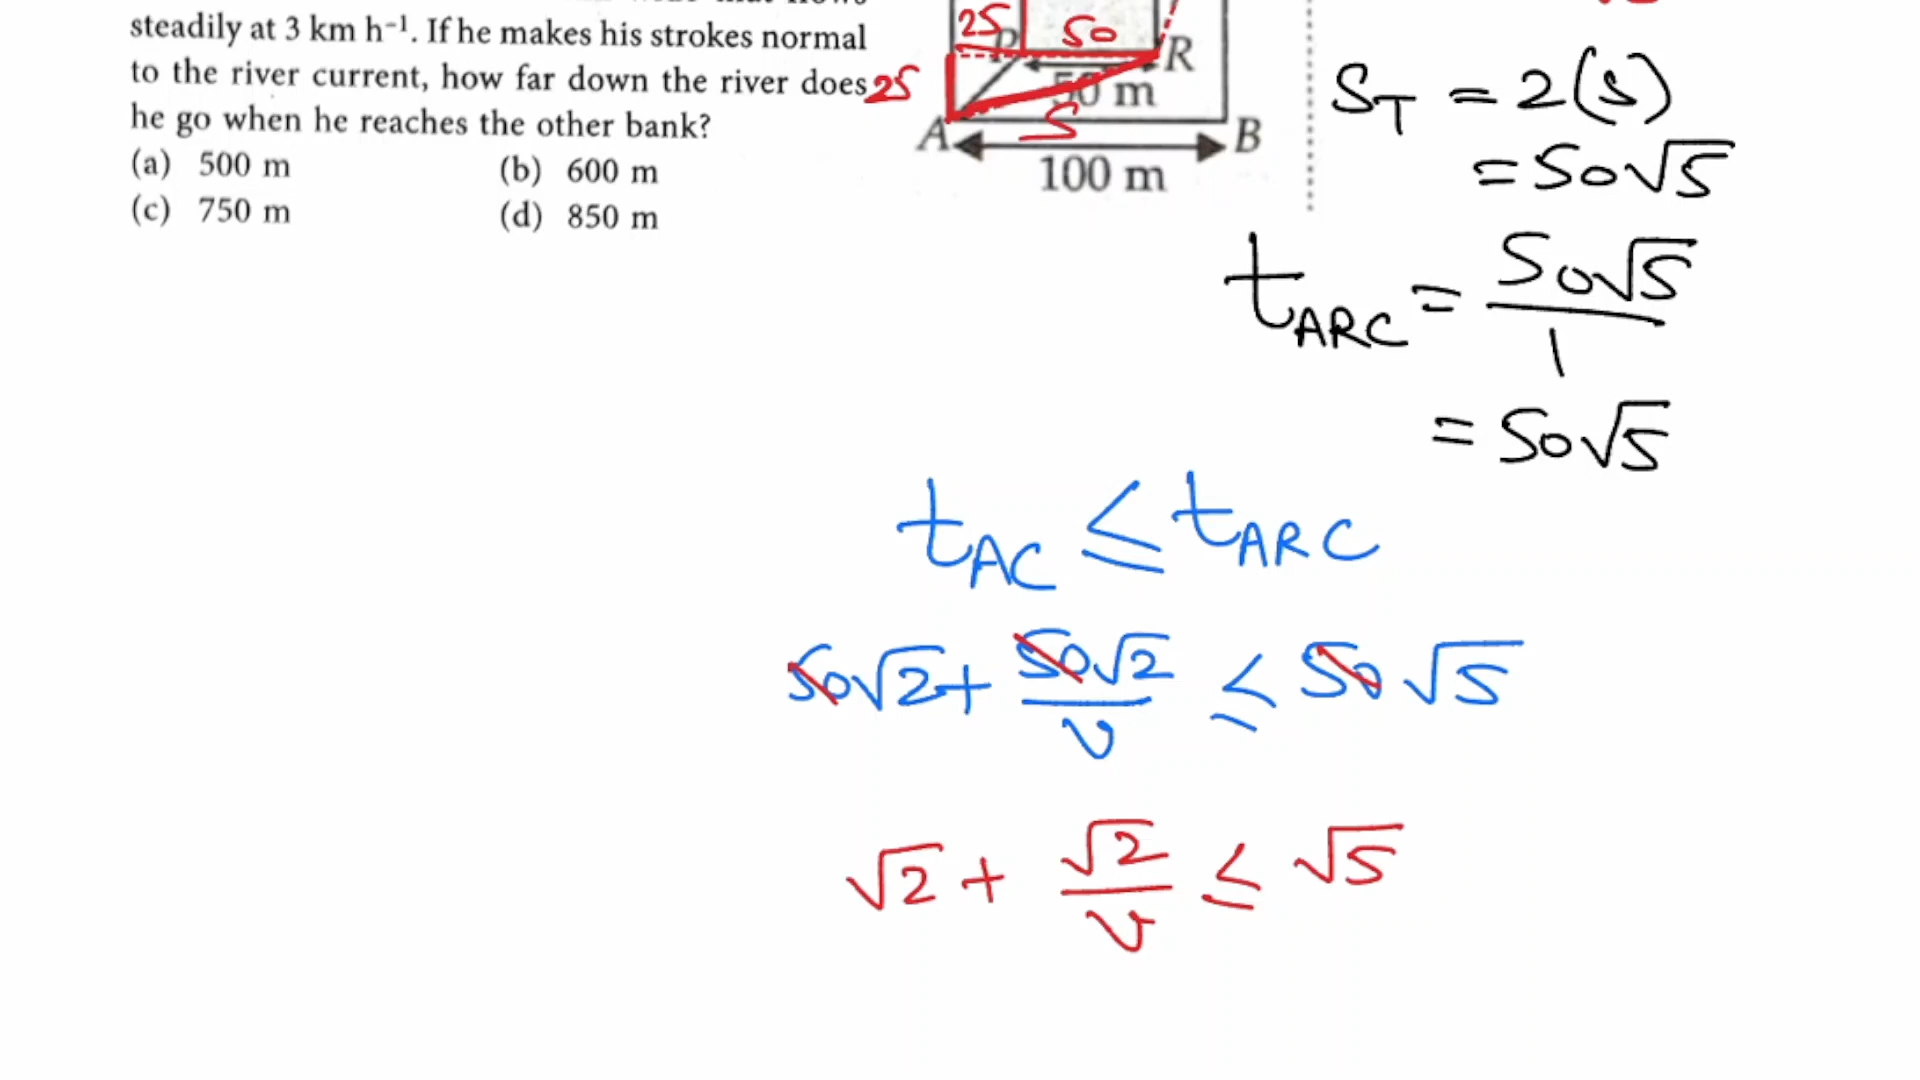 steadily at 3 km h⁻¹. If he makes his strokes normal
to the river current, how far down the river does
he go when he reaches the other bank?
(a) 500 m
(b) 600 m
(c) 750 m
(d) 850 m
25
50
P
R
50 m
25
S
A
B
100 m
S_T = 2(S)
= 50√5
t_ARC = 50√5 / 1
= 50√5
t_AC ≤ t_ARC
50√2 + 50√2 / v ≤ 50√5
√2 + √2 / v ≤ √5